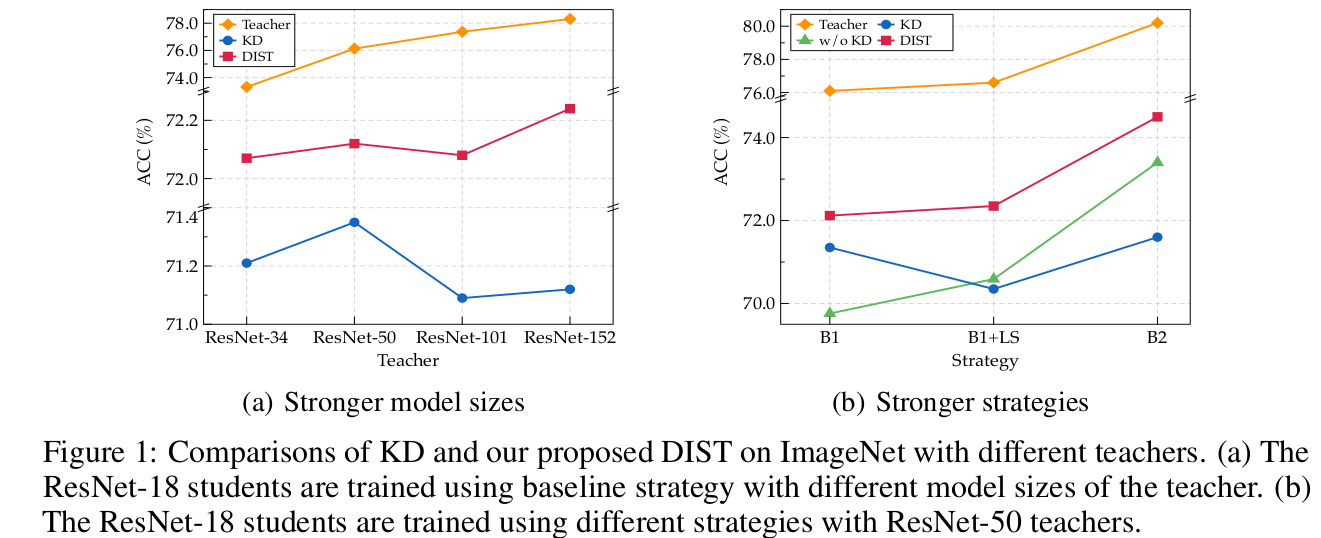 78.0
76.0
74.0
72.2
72.0
71.4
71.2
71.0
ACC (%)
Teacher
KD
DIST
ResNet-34 ResNet-50 ResNet-101 ResNet-152
Teacher
(a) Stronger model sizes
80.0
78.0
76.0
74.0
72.0
70.0
ACC (%)
Teacher KD
w/o KD DIST
B1 B1+LS B2
Strategy
(b) Stronger strategies
Figure 1: Comparisons of KD and our proposed DIST on ImageNet with different teachers. (a) The
ResNet-18 students are trained using baseline strategy with different model sizes of the teacher. (b)
The ResNet-18 students are trained using different strategies with ResNet-50 teachers.